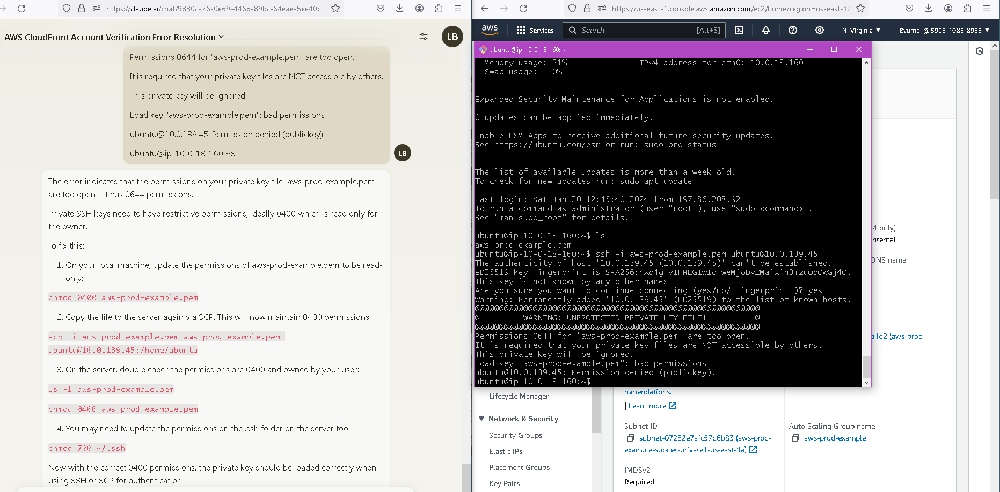 https://claude.ai/chat/9830ca76-0e69-4468-89bc-64eaea5ee40c
AWS CloudFront Account Verification Error Resolution
LB
Permissions 0644 for 'aws-prod-example.pem' are too open.
It is required that your private key files are NOT accessible by others.
This private key will be ignored.
Load key "aws-prod-example.pem": bad permissions
ubuntu@10.0.139.45: Permission denied (publickey).
ubuntu@ip-10-0-18-160:~$
LB
The error indicates that the permissions on your private key file 'aws-prod-example.pem'
are too open - it has 0644 permissions.
Private SSH keys need to have restrictive permissions, ideally 0400 which is read only for
the owner.
To fix this:
1. On your local machine, update the permissions of aws-prod-example.pem to be read-
only:
chmod 0400 aws-prod-example.pem
2. Copy the file to the server again via SCP. This will now maintain 0400 permissions:
scp -i aws-prod-example.pem aws-prod-example.pem
ubuntu@10.0.139.45:/home/ubuntu
3. On the server, double check the permissions are 0400 and owned by your user:
ls -l aws-prod-example.pem
chmod 0400 aws-prod-example.pem
4. You may need to update the permissions on the .ssh folder on the server too:
chmod 700 ~/.ssh
Now with the correct 0400 permissions, the private key should be loaded correctly when
using SSH or SCP for authentication.
https://us-east-1.console.aws.amazon.com/ec2/home?region=us-east-1#
aws
Services
Search
[Alt+S]
N. Virginia
Bvumbi @ 5998-1083-8958
ubuntu@ip-10-0-18-160: ~
Memory usage: 21% IPv4 address for eth0: 10.0.18.160
Swap usage: 0%
Expanded Security Maintenance for Applications is not enabled.
0 updates can be applied immediately.
Enable ESM Apps to receive additional future security updates.
See https://ubuntu.com/esm or run: sudo pro status
The list of available updates is more than a week old.
To check for new updates run: sudo apt update
Last login: Sat Jan 20 12:45:40 2024 from 197.86.208.92
To run a command as administrator (user "root"), use "sudo <command>".
See "man sudo_root" for details.
ubuntu@ip-10-0-18-160:~$ ls
aws-prod-example.pem
ubuntu@ip-10-0-18-160:~$ ssh -i aws-prod-example.pem ubuntu@10.0.139.45
The authenticity of host '10.0.139.45 (10.0.139.45)' can't be established.
ED25519 key fingerprint is SHA256:hXd4g+vIKHLGIwIdlweMjoDvZMaixin3+zuOqQwGj4Q.
This key is not known by any other names
Are you sure you want to continue connecting (yes/no/[fingerprint])? yes
Warning: Permanently added '10.0.139.45' (ED25519) to the list of known hosts.
@@@@@@@@@@@@@@@@@@@@@@@@@@@@@@@@@@@@@@@@@@@@@@@@@@@@@@@@@@@
@ WARNING: UNPROTECTED PRIVATE KEY FILE! @
@@@@@@@@@@@@@@@@@@@@@@@@@@@@@@@@@@@@@@@@@@@@@@@@@@@@@@@@@@@
Permissions 0644 for 'aws-prod-example.pem' are too open.
It is required that your private key files are NOT accessible by others.
This private key will be ignored.
Load key "aws-prod-example.pem": bad permissions
ubuntu@10.0.139.45: Permission denied (publickey).
ubuntu@ip-10-0-18-160:~$
v4 only)
nternal
DNS name
a1d2 (aws-prod-
Lifecycle Manager
Network & Security
Security Groups
Elastic IPs
Placement Groups
Key Pairs
mmendations.
Learn more
Subnet ID
subnet-07282e7afc57d6b83 (aws-prod-
example-subnet-private1-us-east-1a)
IMDSv2
Required
Auto Scaling Group name
aws-prod-example